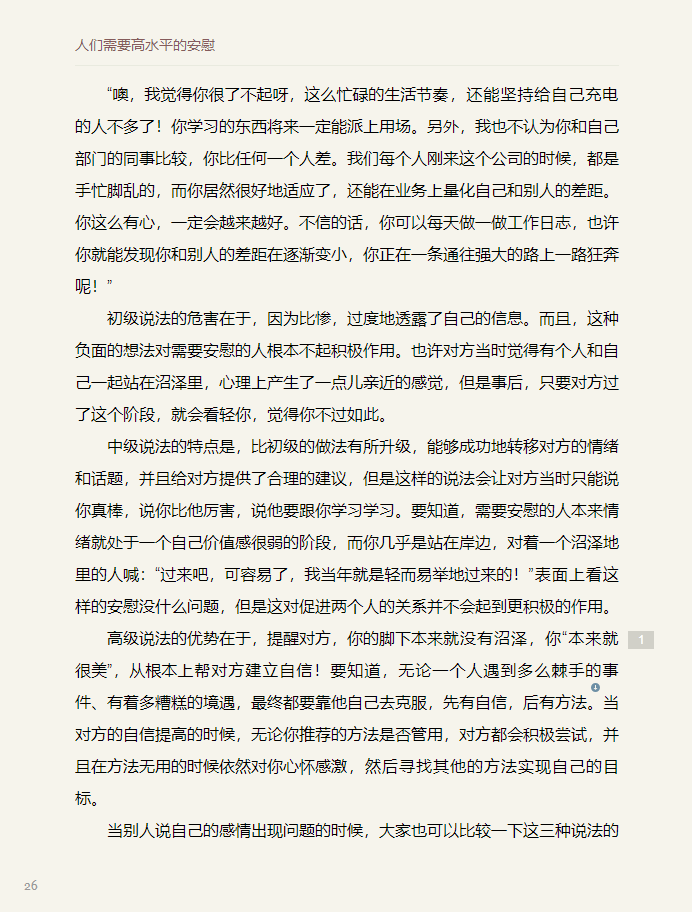 人们需要高水平的安慰
“噢，我觉得你很了不起呀，这么忙碌的生活节奏，还能坚持给自己充电
的人不多了！你学习的东西将来一定能派上用场。另外，我也不认为你和自己
部门的同事比较，你比任何一个人差。我们每个人刚来这个公司的时候，都是
手忙脚乱的，而你居然很好地适应了，还能在业务上量化自己和别人的差距。
你这么有心，一定会越来越好。不信的话，你可以每天做一做工作日志，也许
你就能发现你和别人的差距在逐渐变小，你正在一条通往强大的路上一路狂奔
呢！”
初级说法的危害在于，因为比惨，过度地透露了自己的信息。而且，这种
负面的想法对需要安慰的人根本不起积极作用。也许对方当时觉得有个人和自
己一起站在沼泽里，心理上产生了一点儿亲近的感觉，但是事后，只要对方过
了这个阶段，就会看轻你，觉得你不过如此。
中级说法的特点是，比初级的做法有所升级，能够成功地转移对方的情绪
和话题，并且给对方提供了合理的建议，但是这样的说法会让对方当时只能说
你真棒，说你比他厉害，说他要跟你学习学习。要知道，需要安慰的人本来情
绪就处于一个自己价值感很弱的阶段，而你几乎是站在岸边，对着一个沼泽地
里的人喊：“过来吧，可容易了，我当年就是轻而易举地过来的！”表面上看这
样的安慰没什么问题，但是这对促进两个人的关系并不会起到更积极的作用。
高级说法的优势在于，提醒对方，你的脚下本来就没有沼泽，你“本来就
1
很美”，从根本上帮对方建立自信！要知道，无论一个人遇到多么棘手的事
件、有着多糟糕的境遇，最终都要靠他自己去克服，先有自信，后有方法。当
对方的自信提高的时候，无论你推荐的方法是否管用，对方都会积极尝试，并
且在方法无用的时候依然对你心怀感激，然后寻找其他的方法实现自己的目
标。
当别人说自己的感情出现问题的时候，大家也可以比较一下这三种说法的
26